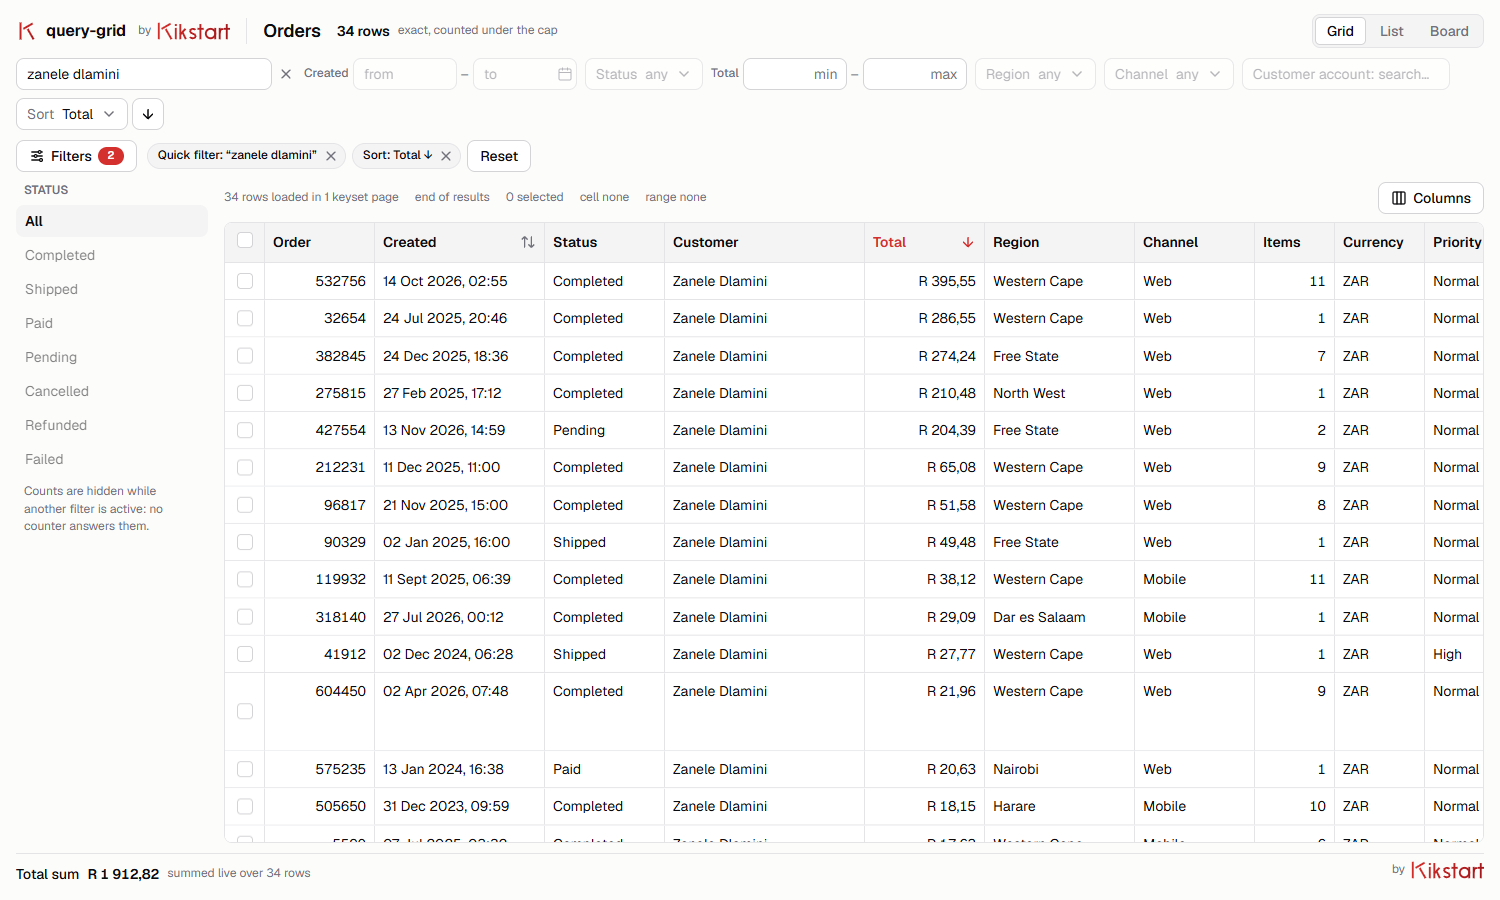 query-grid by Kikstart Orders 34 rows exact, counted under the cap Grid List Board
zanele dlamini Created from – to Status any Total min – max Region any Channel any Customer account: search...
Sort Total
Filters 2 Quick filter: “zanele dlamini” Sort: Total ↓ Reset
STATUS
All
Completed
Shipped
Paid
Pending
Cancelled
Refunded
Failed
Counts are hidden while
another filter is active: no
counter answers them.
34 rows loaded in 1 keyset page end of results 0 selected cell none range none Columns
Order Created Status Customer Total Region Channel Items Currency Priority
532756 14 Oct 2026, 02:55 Completed Zanele Dlamini R 395,55 Western Cape Web 11 ZAR Normal
32654 24 Jul 2025, 20:46 Completed Zanele Dlamini R 286,55 Western Cape Web 1 ZAR Normal
382845 24 Dec 2025, 18:36 Completed Zanele Dlamini R 274,24 Free State Web 7 ZAR Normal
275815 27 Feb 2025, 17:12 Completed Zanele Dlamini R 210,48 North West Web 1 ZAR Normal
427554 13 Nov 2026, 14:59 Pending Zanele Dlamini R 204,39 Free State Web 2 ZAR Normal
212231 11 Dec 2025, 11:00 Completed Zanele Dlamini R 65,08 Western Cape Web 9 ZAR Normal
96817 21 Nov 2025, 15:00 Completed Zanele Dlamini R 51,58 Western Cape Web 8 ZAR Normal
90329 02 Jan 2025, 16:00 Shipped Zanele Dlamini R 49,48 Free State Web 1 ZAR Normal
119932 11 Sept 2025, 06:39 Completed Zanele Dlamini R 38,12 Western Cape Mobile 11 ZAR Normal
318140 27 Jul 2026, 00:12 Completed Zanele Dlamini R 29,09 Dar es Salaam Mobile 1 ZAR Normal
41912 02 Dec 2024, 06:28 Shipped Zanele Dlamini R 27,77 Western Cape Web 1 ZAR High
604450 02 Apr 2026, 07:48 Completed Zanele Dlamini R 21,96 Western Cape Web 9 ZAR Normal
575235 13 Jan 2024, 16:38 Paid Zanele Dlamini R 20,63 Nairobi Web 1 ZAR Normal
505650 31 Dec 2023, 09:59 Completed Zanele Dlamini R 18,15 Harare Mobile 10 ZAR Normal
Total sum R 1 912,82 summed live over 34 rows by Kikstart